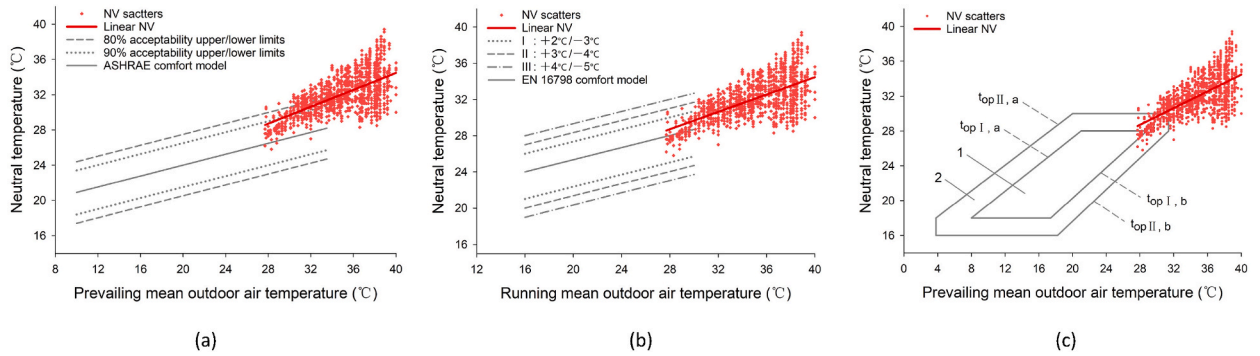 NV sactters
Linear NV
80% acceptability upper/lower limits
90% acceptability upper/lower limits
ASHRAE comfort model
Neutral temperature (℃)
40
36
32
28
24
20
16
8 12 16 20 24 28 32 36 40
Prevailing mean outdoor air temperature (℃)
(a)
NV scatters
Linear NV
I : +2℃/−3℃
II : +3℃/−4℃
III: +4℃/−5℃
EN 16798 comfort model
Neutral temperature (℃)
40
36
32
28
24
20
16
12 16 20 24 28 32 36 40
Running mean outdoor air temperature (℃)
(b)
NV scatters
Linear NV
Neutral temperature (℃)
40
36
32
28
24
20
16
top II, a
top I, a
1
2
top I, b
top II, b
0 4 8 12 16 20 24 28 32 36 40
Prevailing mean outdoor air temperature (℃)
(c)